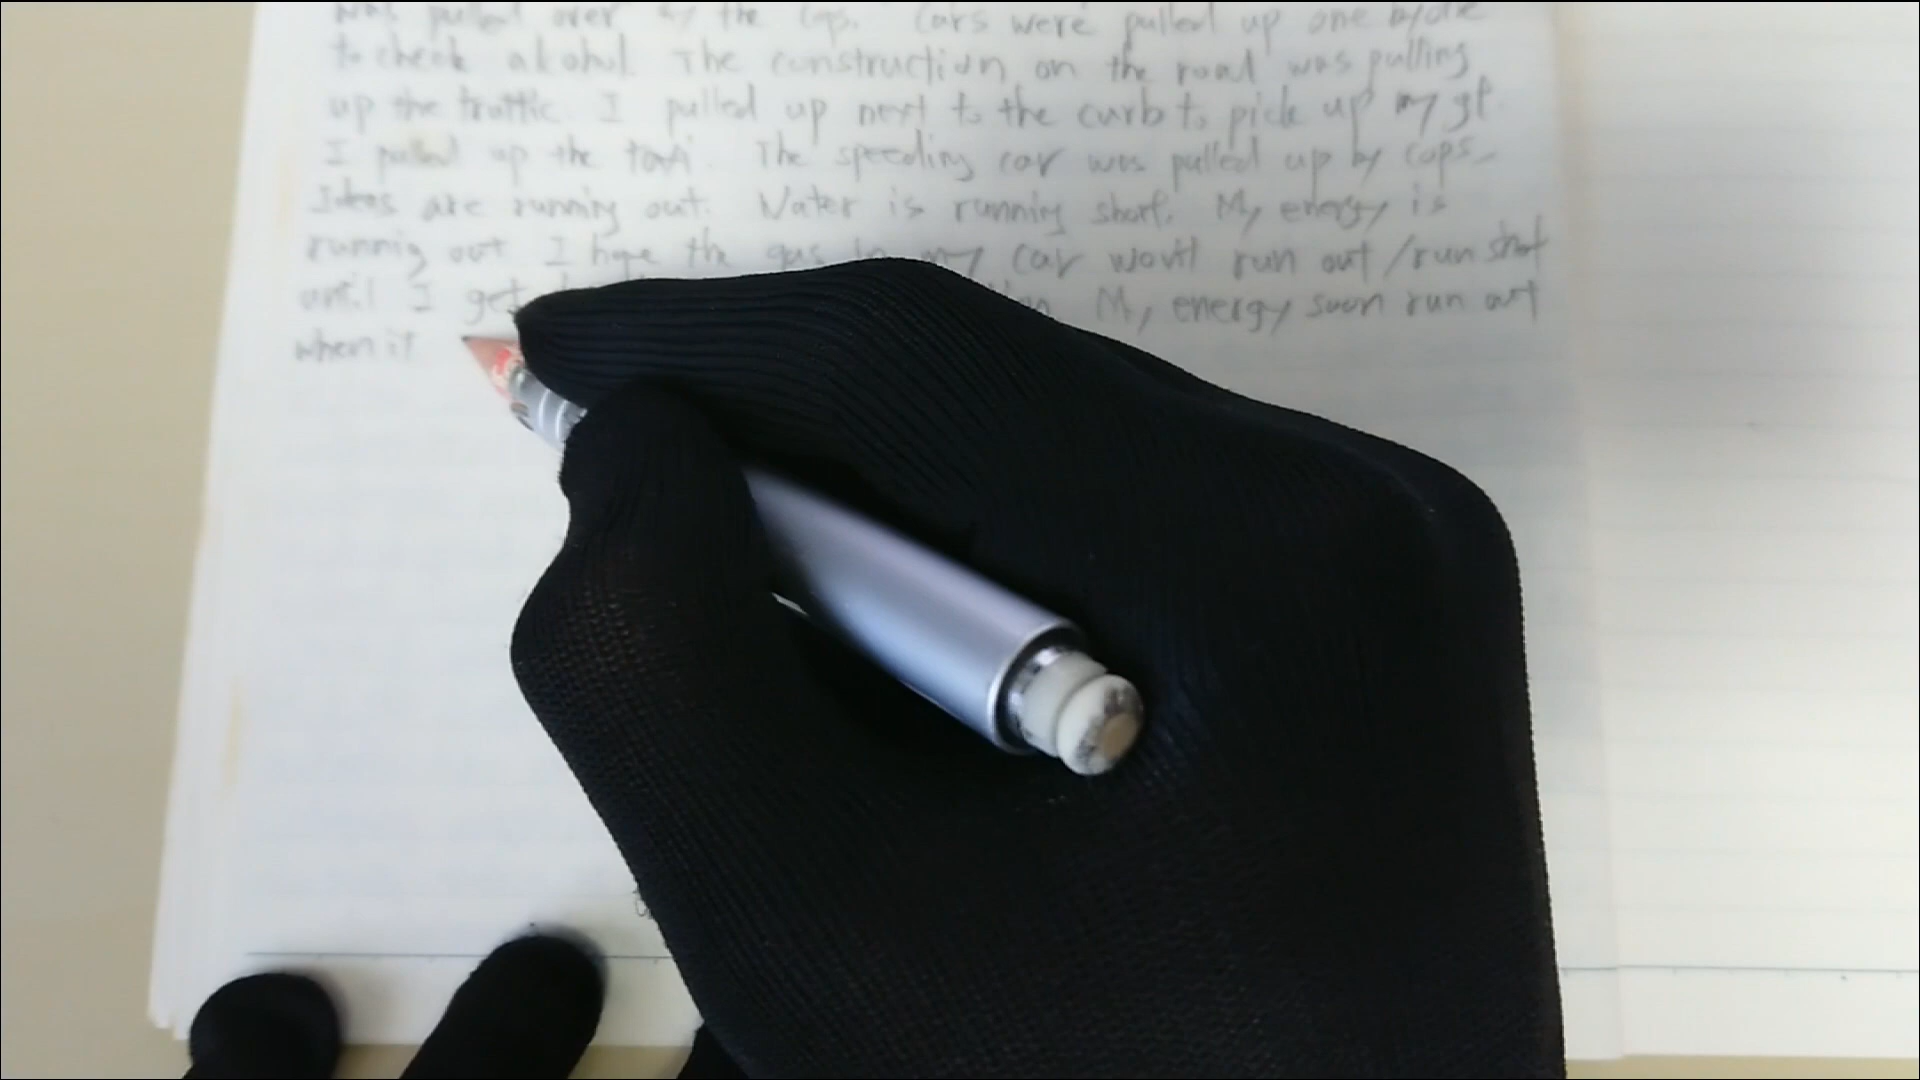 was pulled over by the cops. Cars were pulled up one by one
to check alcohol. The construction on the road was pulling
up the traffic. I pulled up next to the curb to pick up my gf.
I pulled up the taxi. The speeding car was pulled up by cops.
Ideas are running out. Water is running short. My energy is
runnig out. I hope the gas in my car won't run out / run short
until I get My energy soon run out
when it